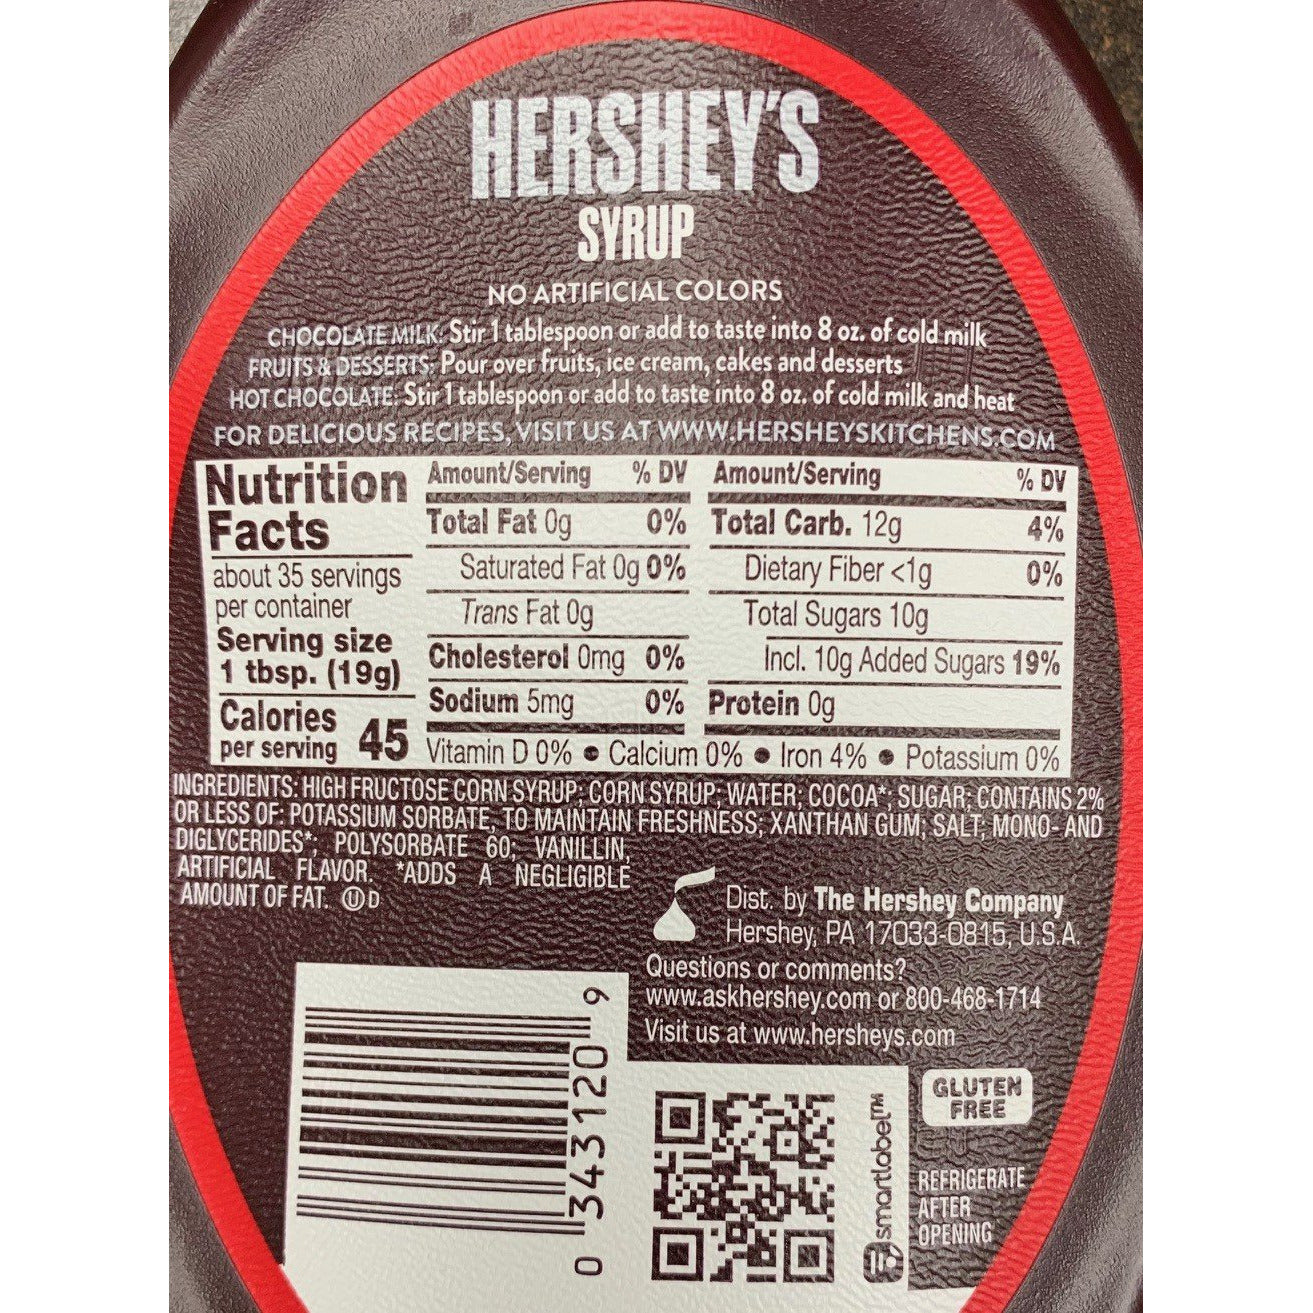 HERSHEY'S
SYRUP
NO ARTIFICIAL COLORS
CHOCOLATE MILK: Stir 1 tablespoon or add to taste into 8 oz. of cold milk
FRUITS & DESSERTS: Pour over fruits, ice cream, cakes and desserts
HOT CHOCOLATE: Stir 1 tablespoon or add to taste into 8 oz. of cold milk and heat
FOR DELICIOUS RECIPES, VISIT US AT WWW.HERSHEYSKITCHENS.COM
Nutrition
Facts
about 35 servings
per container
Serving size
1 tbsp. (19g)
Calories
per serving 45
Amount/Serving % DV
Total Fat 0g 0%
Saturated Fat 0g 0%
Trans Fat 0g
Cholesterol 0mg 0%
Sodium 5mg 0%
Amount/Serving % DV
Total Carb. 12g 4%
Dietary Fiber <1g 0%
Total Sugars 10g
Incl. 10g Added Sugars 19%
Protein 0g
Vitamin D 0% • Calcium 0% • Iron 4% • Potassium 0%
INGREDIENTS: HIGH FRUCTOSE CORN SYRUP; CORN SYRUP; WATER; COCOA*; SUGAR; CONTAINS 2%
OR LESS OF: POTASSIUM SORBATE, TO MAINTAIN FRESHNESS; XANTHAN GUM; SALT; MONO- AND
DIGLYCERIDES*; POLYSORBATE 60; VANILLIN,
ARTIFICIAL FLAVOR. *ADDS A NEGLIGIBLE
AMOUNT OF FAT. Ⓤ D
Dist. by The Hershey Company
Hershey, PA 17033-0815, U.S.A.
Questions or comments?
www.askhershey.com or 800-468-1714
Visit us at www.hersheys.com
0 343120 9
smartlabel™
GLUTEN
FREE
REFRIGERATE
AFTER
OPENING